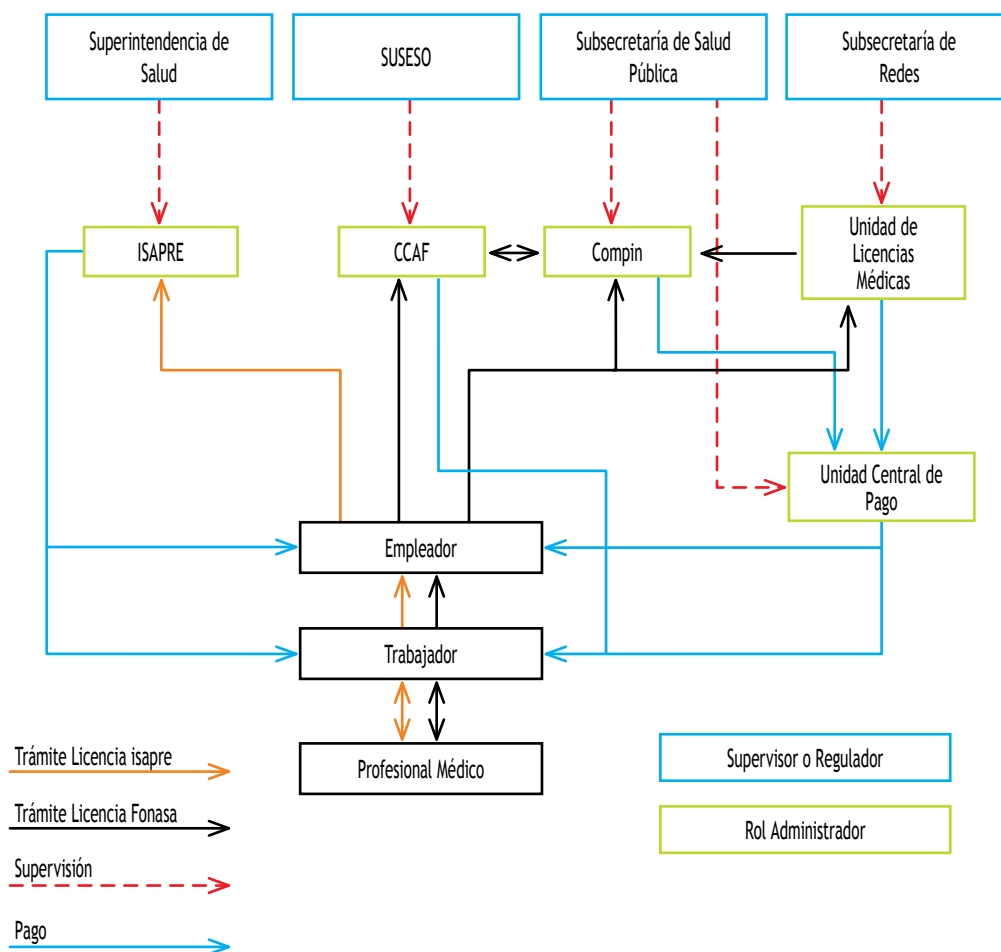 Superintendencia de
Salud
SUSESO
Subsecretaría de Salud
Pública
Subsecretaría de
Redes
ISAPRE
CCAF
Compin
Unidad de
Licencias
Médicas
Unidad Central de
Pago
Empleador
Trabajador
Profesional Médico
Trámite Licencia isapre
Trámite Licencia Fonasa
Supervisión
Pago
Supervisor o Regulador
Rol Administrador